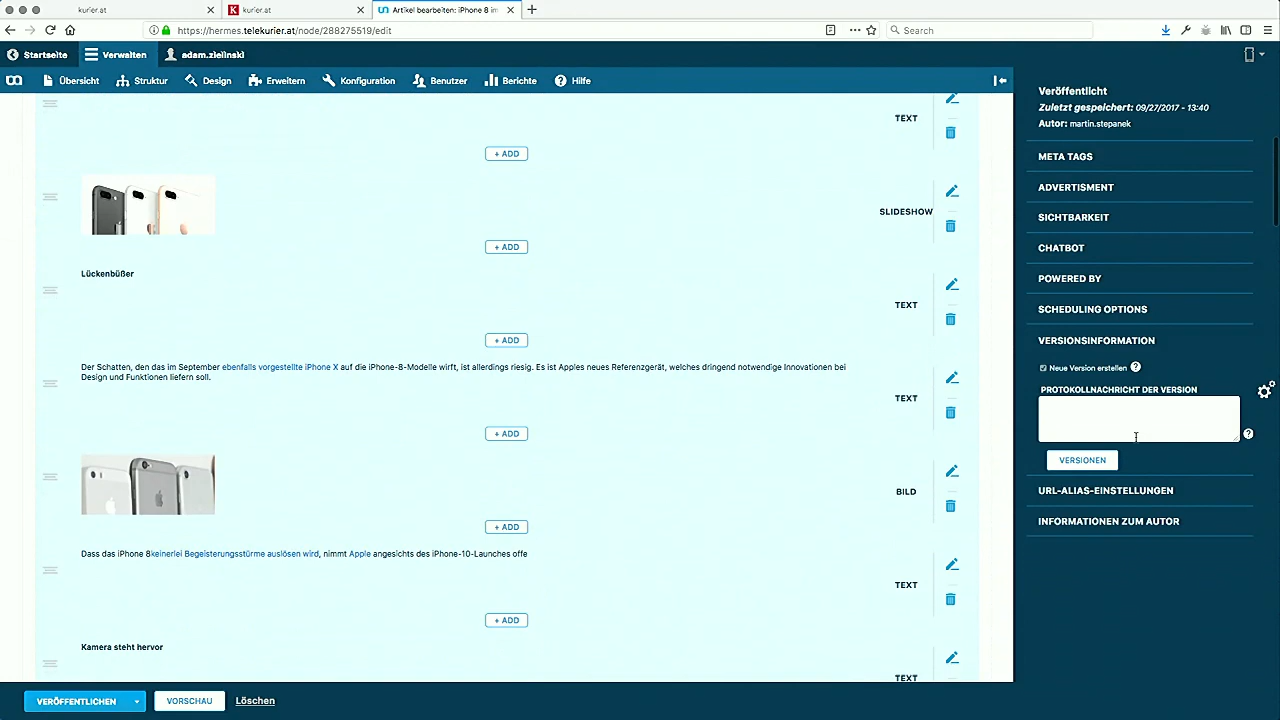 kurier.at
kurier.at
Artikel bearbeiten: iPhone 8 im
https://hermes.telekurier.at/node/288275519/edit
Search
Startseite
Verwalten
adam.zielinski
Übersicht
Struktur
Design
Erweitern
Konfiguration
Benutzer
Berichte
Hilfe
TEXT
+ ADD
SLIDESHOW
+ ADD
Lückenbüßer
TEXT
+ ADD
Der Schatten, den das im September ebenfalls vorgestellte iPhone X auf die iPhone-8-Modelle wirft, ist allerdings riesig. Es ist Apples neues Referenzgerät, welches dringend notwendige Innovationen bei
Design und Funktionen liefern soll.
TEXT
+ ADD
BILD
+ ADD
Dass das iPhone 8keinerlei Begeisterungsstürme auslösen wird, nimmt Apple angesichts des iPhone-10-Launches offe
TEXT
+ ADD
Kamera steht hervor
TEXT
Veröffentlicht
Zuletzt gespeichert: 09/27/2017 - 13:40
Autor: martin.stepanek
META TAGS
ADVERTISMENT
SICHTBARKEIT
CHATBOT
POWERED BY
SCHEDULING OPTIONS
VERSIONSINFORMATION
Neue Version erstellen
PROTOKOLLNACHRICHT DER VERSION
VERSIONEN
URL-ALIAS-EINSTELLUNGEN
INFORMATIONEN ZUM AUTOR
VERÖFFENTLICHEN
VORSCHAU
Löschen